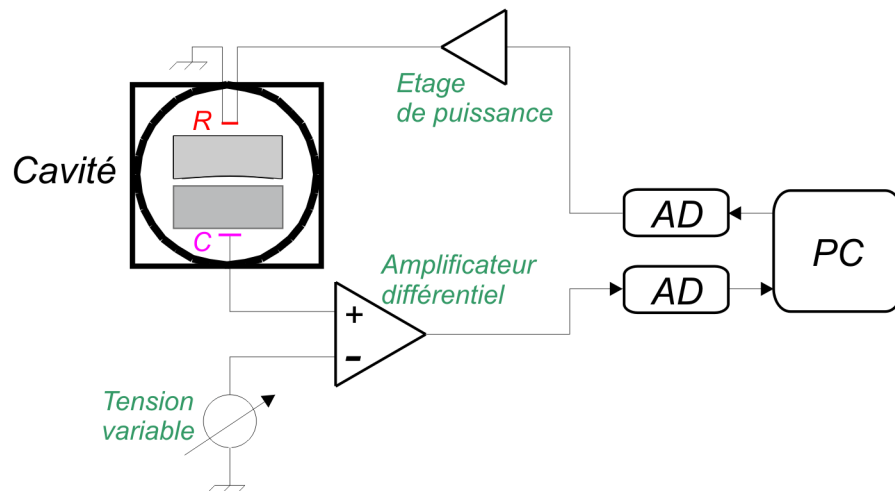 R
Etage
de puissance
Cavité
AD
PC
C
Amplificateur
différentiel
AD
+
-
Tension
variable